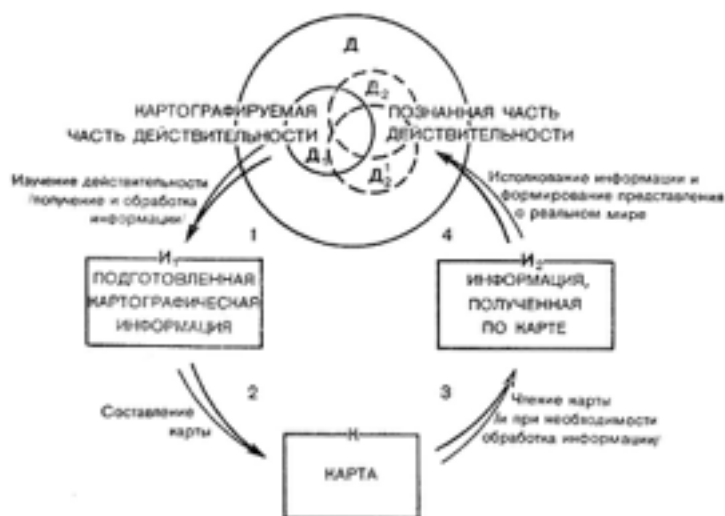 Д
Д₂
КАРТОГРАФИРУЕМАЯ
ЧАСТЬ ДЕЙСТВИТЕЛЬНОСТИ
ПОЗНАННАЯ ЧАСТЬ
ДЕЙСТВИТЕЛЬНОСТИ
Д₁
Д₂¹
Изучение действительности
/получение и обработка
информации/
Исполкование информации и
формирование представления
о реальном мире
1
4
И₁
ПОДГОТОВЛЕННАЯ
КАРТОГРАФИЧЕСКАЯ
ИНФОРМАЦИЯ
И₂
ИНФОРМАЦИЯ,
ПОЛУЧЕННАЯ
ПО КАРТЕ
2
3
Составление
карты
Чтение карты
/и при необходимости
обработка информации/
К
КАРТА